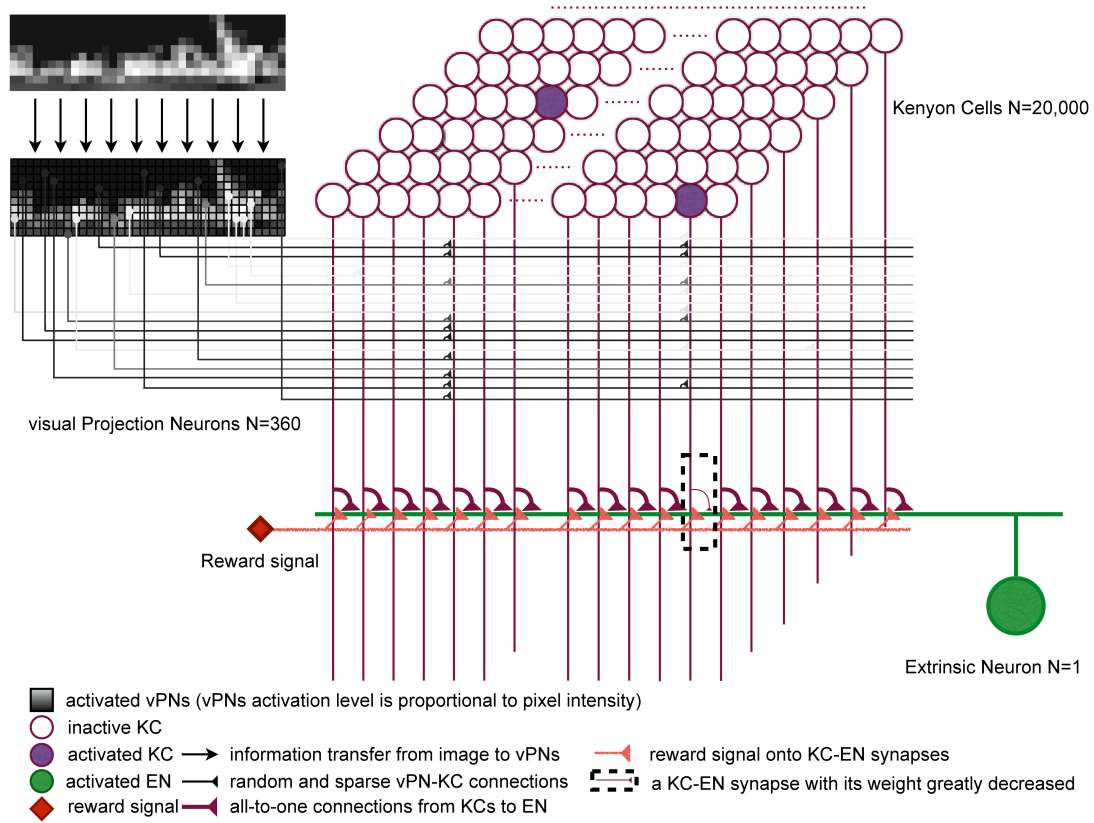 Kenyon Cells N=20,000
visual Projection Neurons N=360
Reward signal
Extrinsic Neuron N=1
activated vPNs (vPNs activation level is proportional to pixel intensity)
inactive KC
activated KC
information transfer from image to vPNs
reward signal onto KC-EN synapses
activated EN
random and sparse vPN-KC connections
a KC-EN synapse with its weight greatly decreased
reward signal
all-to-one connections from KCs to EN